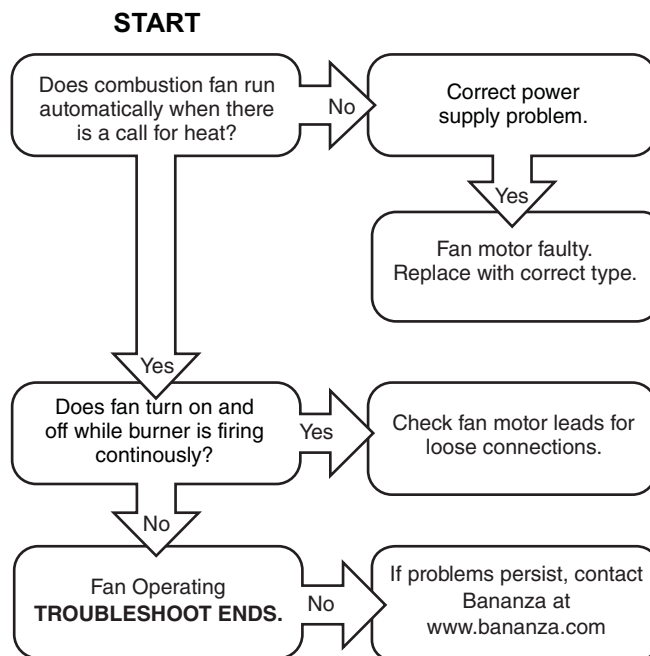 START
Does combustion fan run
automatically when there
is a call for heat?
No
Correct power
supply problem.
Yes
Fan motor faulty.
Replace with correct type.
Yes
Does fan turn on and
off while burner is firing
continously?
Yes
Check fan motor leads for
loose connections.
No
Fan Operating
TROUBLESHOOT ENDS.
No
If problems persist, contact
Bananza at
www.bananza.com